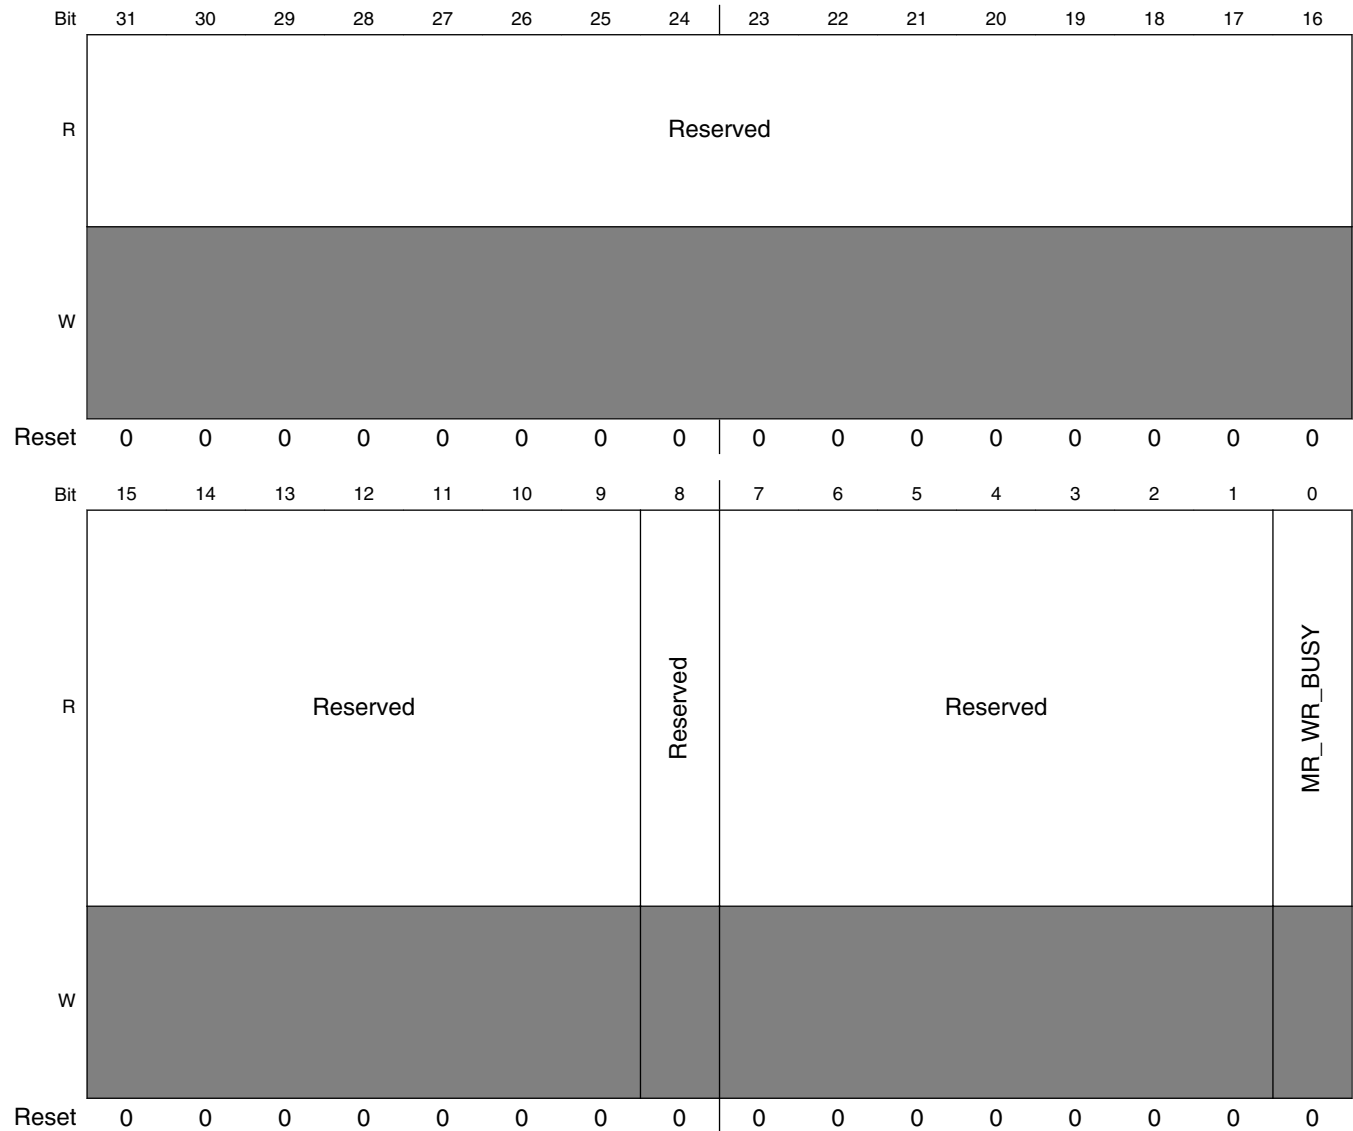 Bit 31 30 29 28 27 26 25 24 23 22 21 20 19 18 17 16
R Reserved
W
Reset 0 0 0 0 0 0 0 0 0 0 0 0 0 0 0 0
Bit 15 14 13 12 11 10 9 8 7 6 5 4 3 2 1 0
R Reserved Reserved Reserved MR_WR_BUSY
W
Reset 0 0 0 0 0 0 0 0 0 0 0 0 0 0 0 0